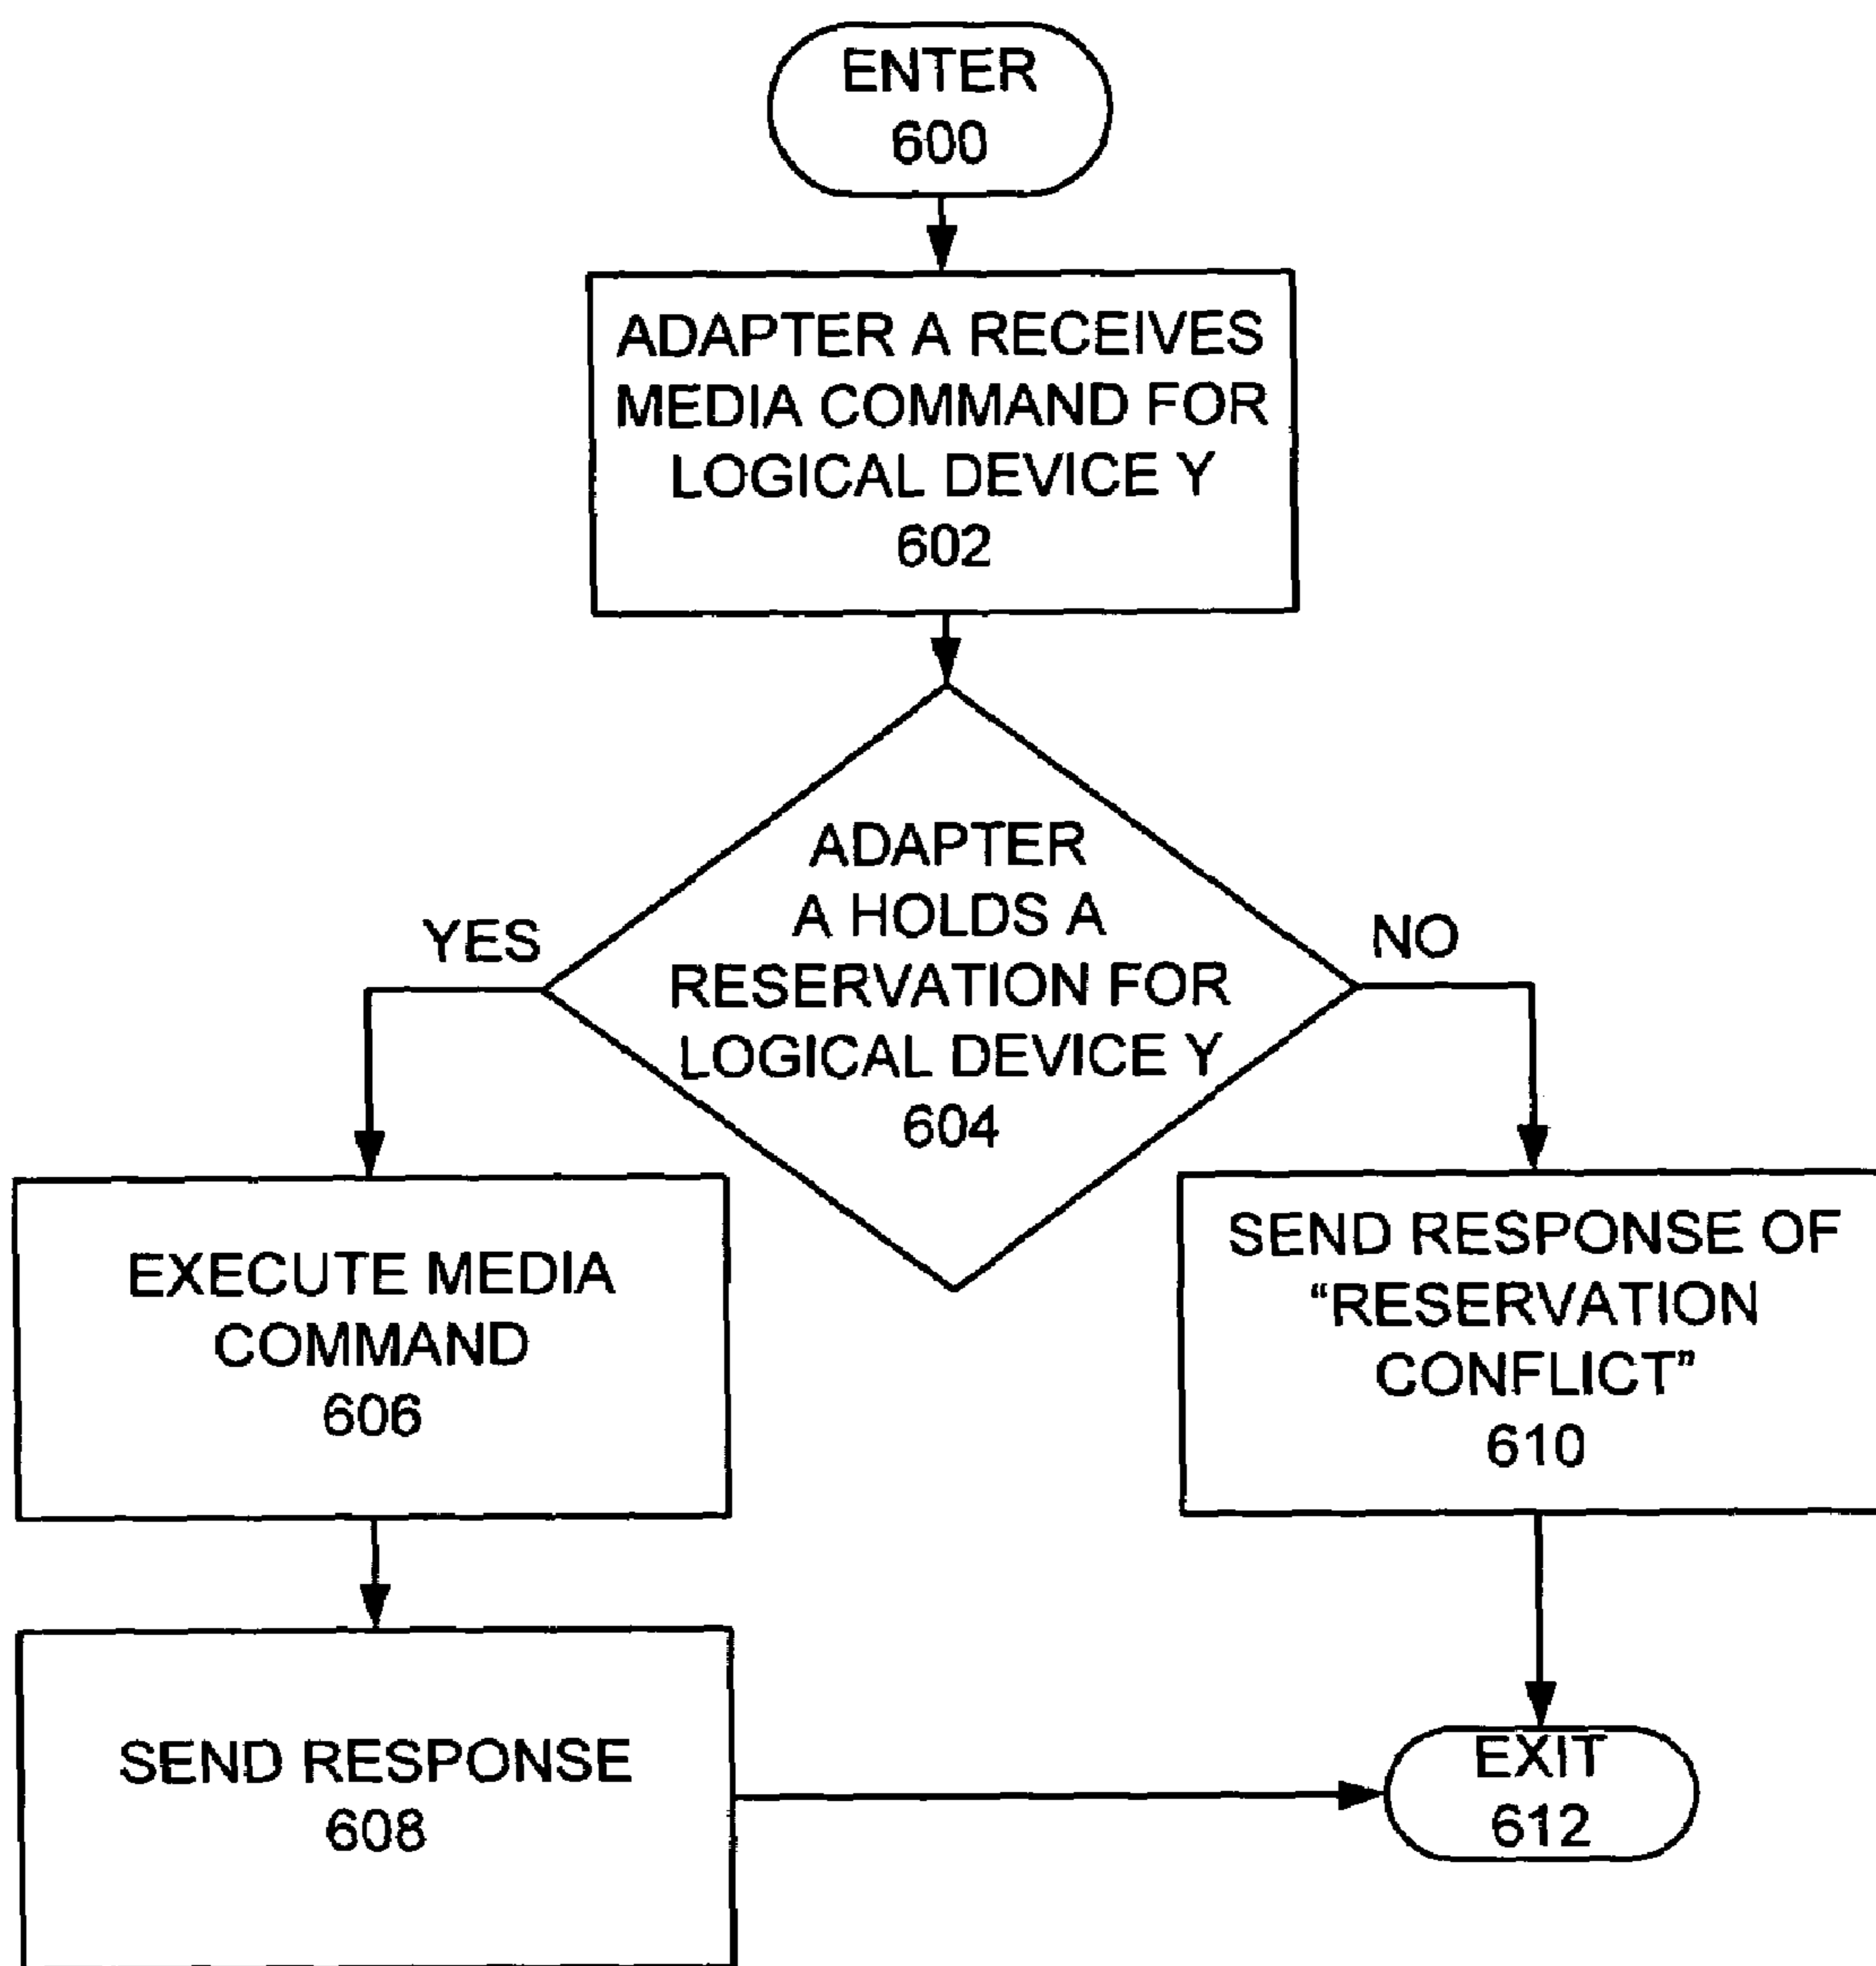 ENTER
600
ADAPTER A RECEIVES
MEDIA COMMAND FOR
LOGICAL DEVICE Y
602
ADAPTER
A HOLDS A
RESERVATION FOR
LOGICAL DEVICE Y
604
YES
NO
EXECUTE MEDIA
COMMAND
606
SEND RESPONSE OF
“RESERVATION
CONFLICT”
610
SEND RESPONSE
608
EXIT
612